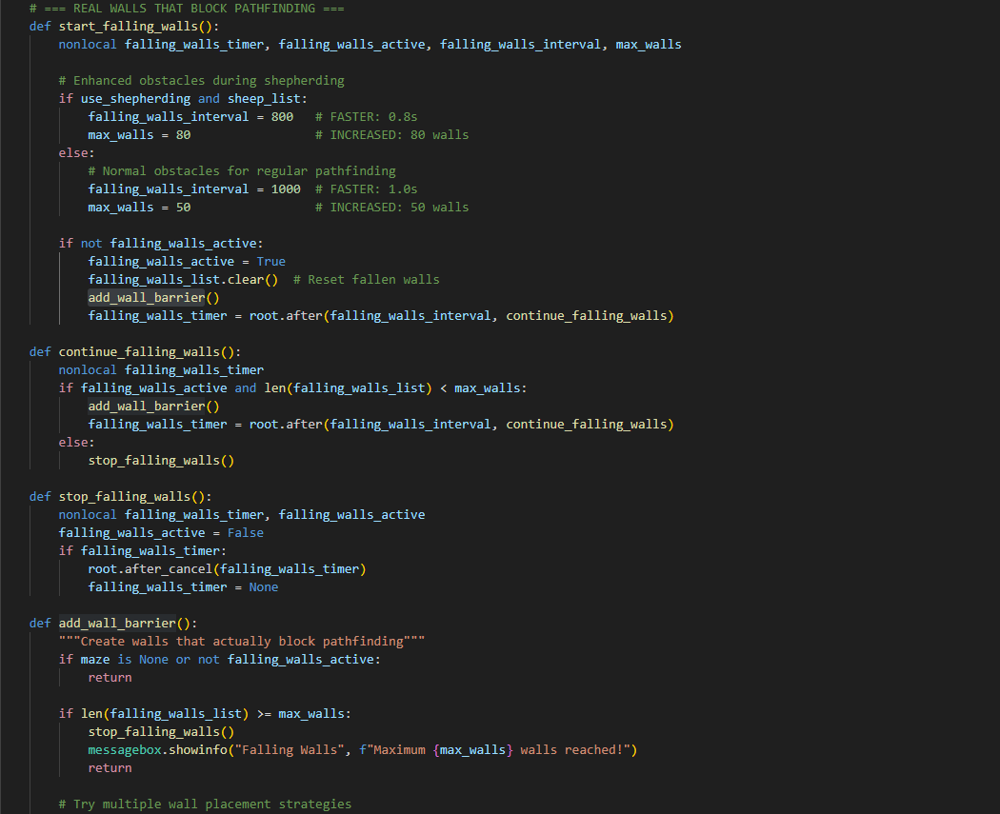 # === REAL WALLS THAT BLOCK PATHFINDING ===
def start_falling_walls():
    nonlocal falling_walls_timer, falling_walls_active, falling_walls_interval, max_walls

    # Enhanced obstacles during shepherding
    if use_shepherding and sheep_list:
        falling_walls_interval = 800   # FASTER: 0.8s
        max_walls = 80                 # INCREASED: 80 walls
    else:
        # Normal obstacles for regular pathfinding
        falling_walls_interval = 1000  # FASTER: 1.0s
        max_walls = 50                 # INCREASED: 50 walls

    if not falling_walls_active:
        falling_walls_active = True
        falling_walls_list.clear()  # Reset fallen walls
        add_wall_barrier()
        falling_walls_timer = root.after(falling_walls_interval, continue_falling_walls)

def continue_falling_walls():
    nonlocal falling_walls_timer
    if falling_walls_active and len(falling_walls_list) < max_walls:
        add_wall_barrier()
        falling_walls_timer = root.after(falling_walls_interval, continue_falling_walls)
    else:
        stop_falling_walls()

def stop_falling_walls():
    nonlocal falling_walls_timer, falling_walls_active
    falling_walls_active = False
    if falling_walls_timer:
        root.after_cancel(falling_walls_timer)
        falling_walls_timer = None

def add_wall_barrier():
    """Create walls that actually block pathfinding"""
    if maze is None or not falling_walls_active:
        return

    if len(falling_walls_list) >= max_walls:
        stop_falling_walls()
        messagebox.showinfo("Falling Walls", f"Maximum {max_walls} walls reached!")
        return

    # Try multiple wall placement strategies